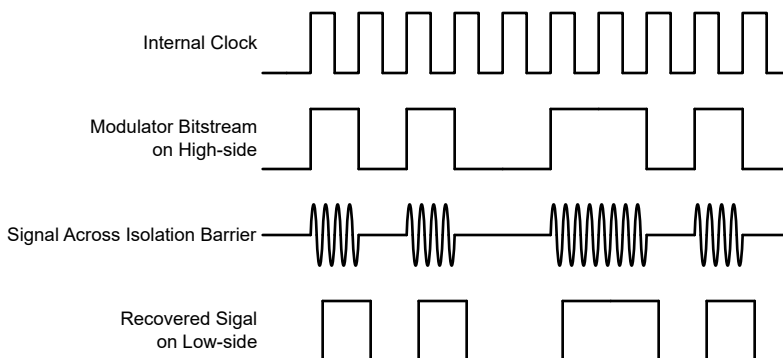 Internal Clock
Modulator Bitstream
on High-side
Signal Across Isolation Barrier
Recovered Sigal
on Low-side